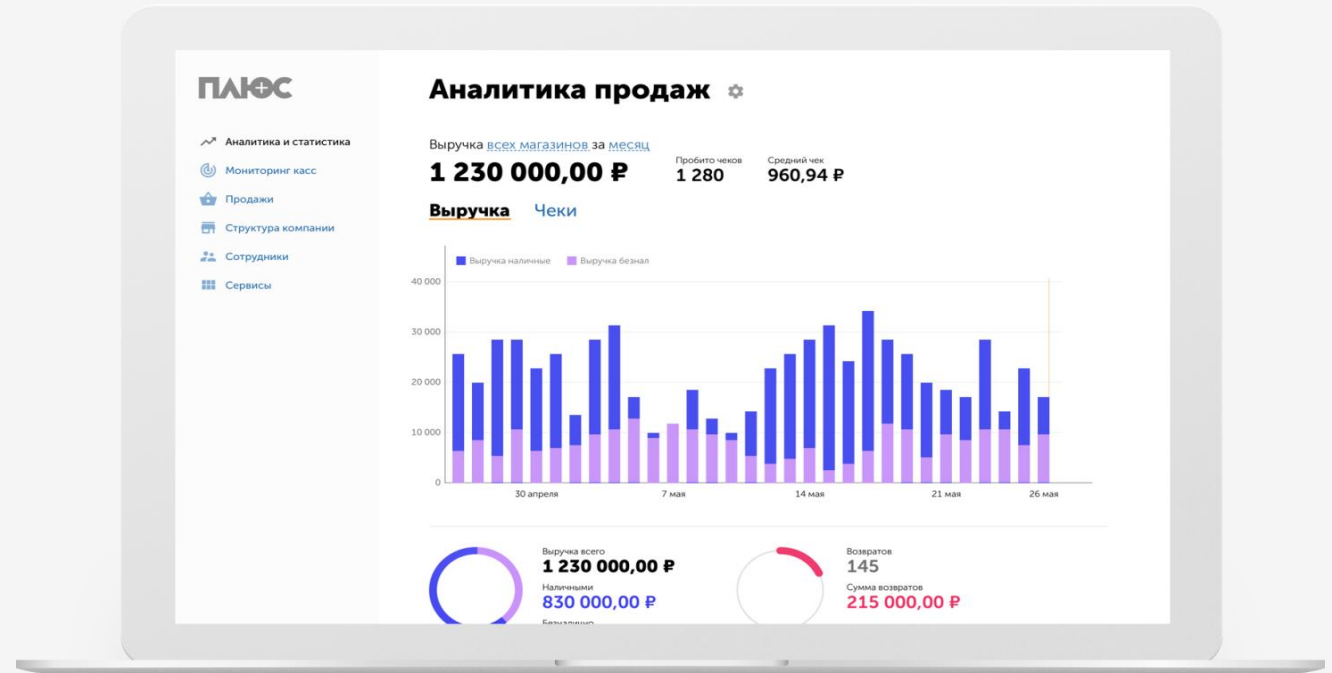 ПЛЮС
Аналитика и статистика
Мониторинг касс
Продажи
Структура компании
Сотрудники
Сервисы
Аналитика продаж
Выручка всех магазинов за месяц
1 230 000,00 ₽
Пробито чеков
1 280
Средний чек
960,94 ₽
Выручка Чеки
Выручка наличные Выручка безнал
40 000
30 000
20 000
10 000
0
30 апреля 7 мая 14 мая 21 мая 26 мая
Выручка всего
1 230 000,00 ₽
Наличными
830 000,00 ₽
Безналично
Возвратов
145
Сумма возвратов
215 000,00 ₽